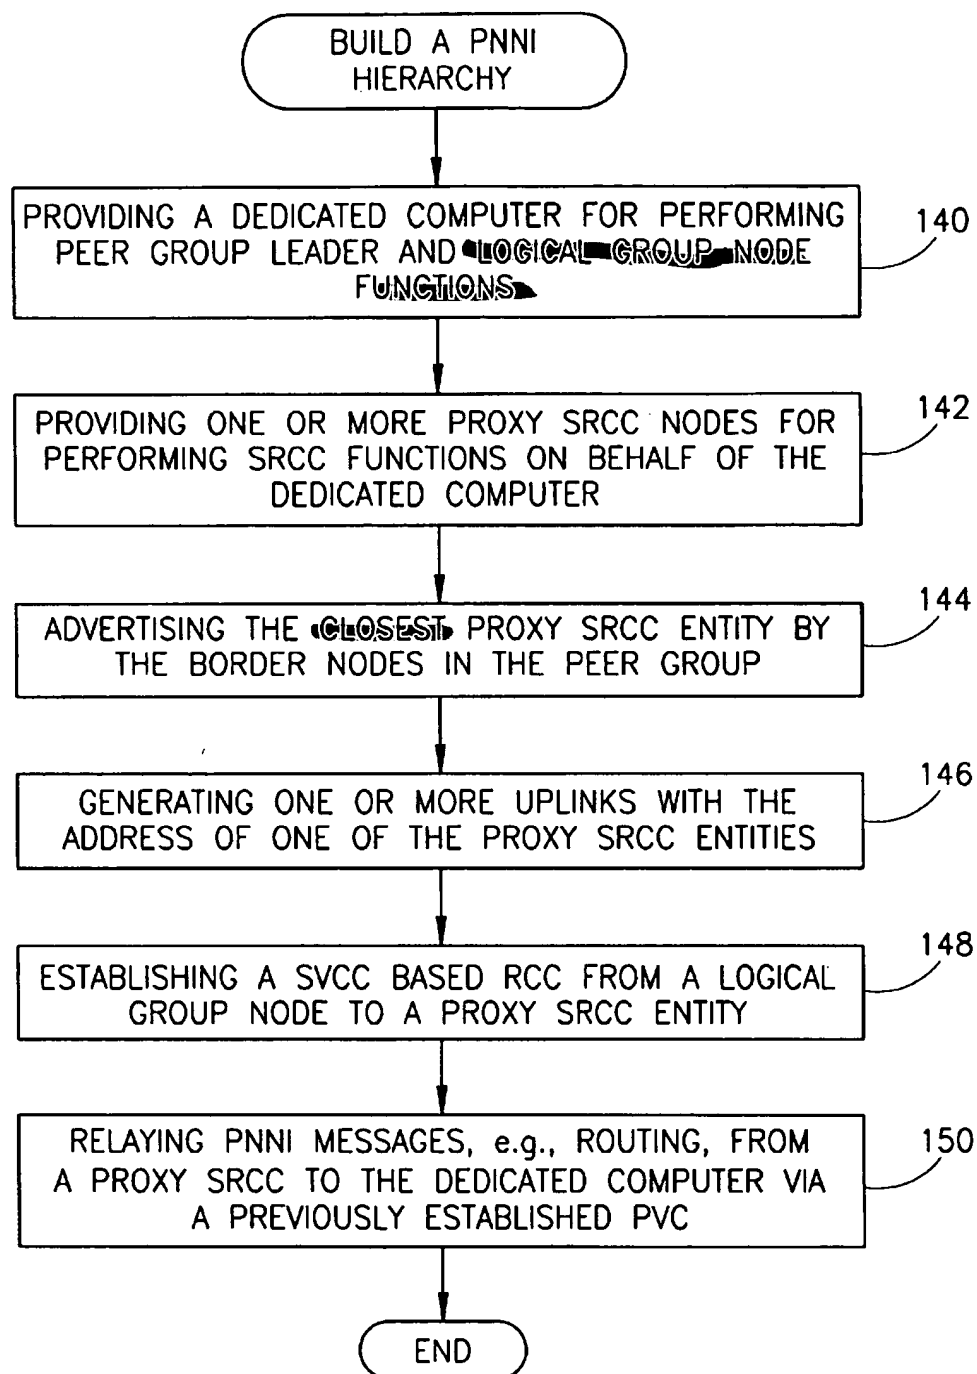 BUILD A PNNI
HIERARCHY
PROVIDING A DEDICATED COMPUTER FOR PERFORMING
PEER GROUP LEADER AND LOGICAL GROUP NODE
FUNCTIONS
140
PROVIDING ONE OR MORE PROXY SRCC NODES FOR
PERFORMING SRCC FUNCTIONS ON BEHALF OF THE
DEDICATED COMPUTER
142
ADVERTISING THE CLOSEST PROXY SRCC ENTITY BY
THE BORDER NODES IN THE PEER GROUP
144
GENERATING ONE OR MORE UPLINKS WITH THE
ADDRESS OF ONE OF THE PROXY SRCC ENTITIES
146
ESTABLISHING A SVCC BASED RCC FROM A LOGICAL
GROUP NODE TO A PROXY SRCC ENTITY
148
RELAYING PNNI MESSAGES, e.g., ROUTING, FROM
A PROXY SRCC TO THE DEDICATED COMPUTER VIA
A PREVIOUSLY ESTABLISHED PVC
150
END